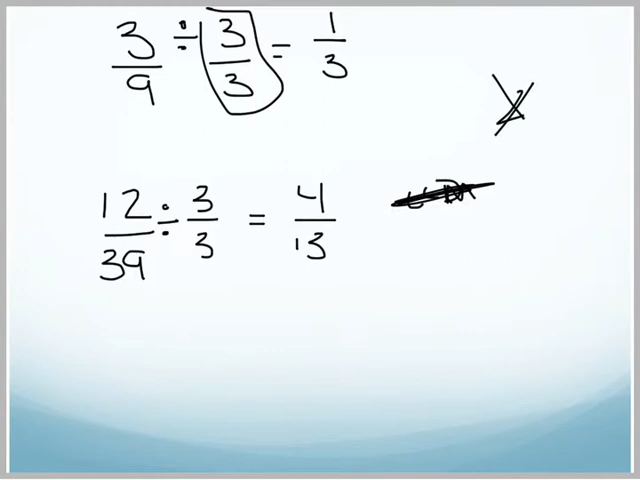 3/9 ÷ 3/3 = 1/3
12/39 ÷ 3/3 = 4/13